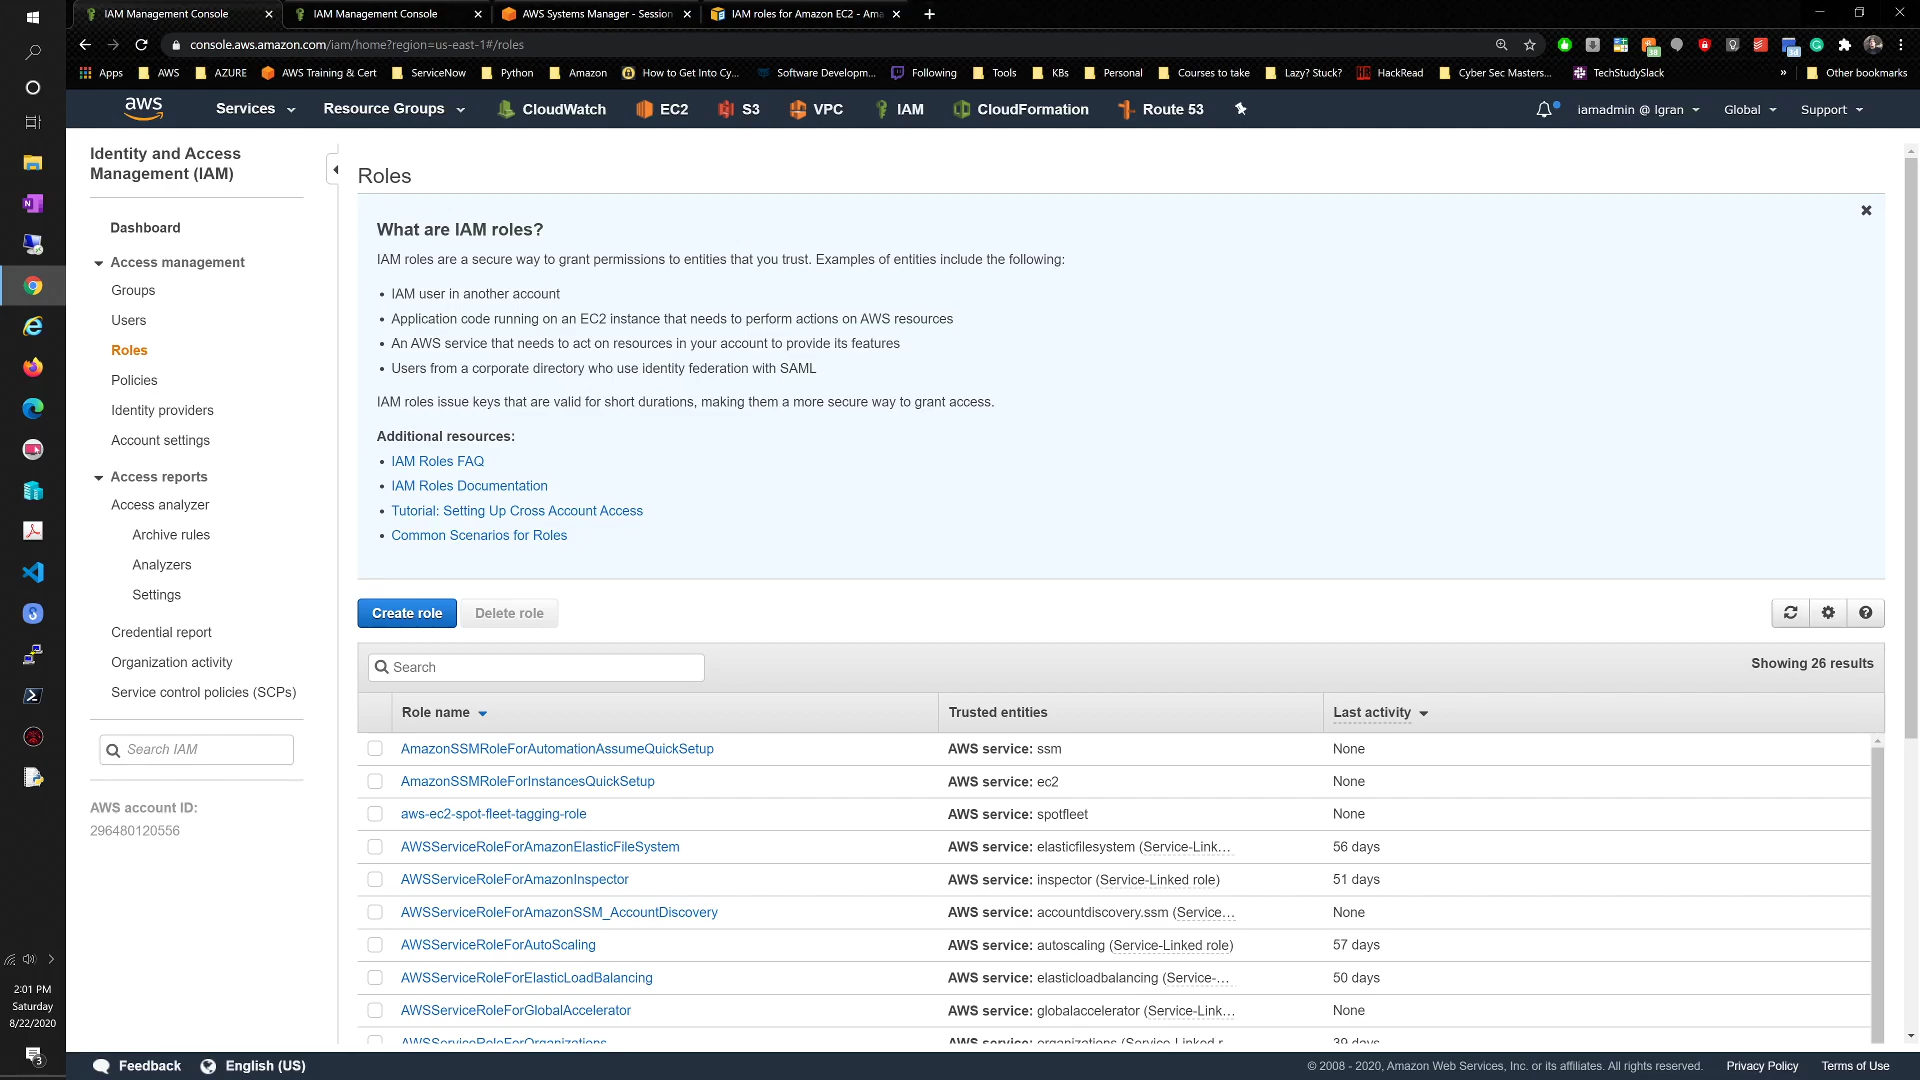 IAM Management Console
IAM Management Console
AWS Systems Manager - Session
IAM roles for Amazon EC2 - Ama
console.aws.amazon.com/iam/home?region=us-east-1#/roles
Apps
AWS
AZURE
AWS Training & Cert
ServiceNow
Python
Amazon
How to Get Into Cy...
Software Developm...
Following
Tools
KBs
Personal
Courses to take
Lazy? Stuck?
HackRead
Cyber Sec Masters...
TechStudySlack
»
Other bookmarks
aws
Services
Resource Groups
CloudWatch
EC2
S3
VPC
IAM
CloudFormation
Route 53
iamadmin @ lgran
Global
Support
Identity and Access
Management (IAM)
Dashboard
Access management
Groups
Users
Roles
Policies
Identity providers
Account settings
Access reports
Access analyzer
Archive rules
Analyzers
Settings
Credential report
Organization activity
Service control policies (SCPs)
Search IAM
AWS account ID:
296480120556
Roles
What are IAM roles?
IAM roles are a secure way to grant permissions to entities that you trust. Examples of entities include the following:
• IAM user in another account
• Application code running on an EC2 instance that needs to perform actions on AWS resources
• An AWS service that needs to act on resources in your account to provide its features
• Users from a corporate directory who use identity federation with SAML
IAM roles issue keys that are valid for short durations, making them a more secure way to grant access.
Additional resources:
• IAM Roles FAQ
• IAM Roles Documentation
• Tutorial: Setting Up Cross Account Access
• Common Scenarios for Roles
Create role
Delete role
Search
Showing 26 results
Role name
Trusted entities
Last activity
AmazonSSMRoleForAutomationAssumeQuickSetup
AWS service: ssm
None
AmazonSSMRoleForInstancesQuickSetup
AWS service: ec2
None
aws-ec2-spot-fleet-tagging-role
AWS service: spotfleet
None
AWSServiceRoleForAmazonElasticFileSystem
AWS service: elasticfilesystem (Service-Link…
56 days
AWSServiceRoleForAmazonInspector
AWS service: inspector (Service-Linked role)
51 days
AWSServiceRoleForAmazonSSM_AccountDiscovery
AWS service: accountdiscovery.ssm (Service…
None
AWSServiceRoleForAutoScaling
AWS service: autoscaling (Service-Linked role)
57 days
AWSServiceRoleForElasticLoadBalancing
AWS service: elasticloadbalancing (Service-…
50 days
AWSServiceRoleForGlobalAccelerator
AWS service: globalaccelerator (Service-Link…
None
AWSServiceRoleForOrganizations
AWS service: organizations (Service-Linked r…
39 days
2:01 PM
Saturday
8/22/2020
3
Feedback
English (US)
© 2008 - 2020, Amazon Web Services, Inc. or its affiliates. All rights reserved.
Privacy Policy
Terms of Use